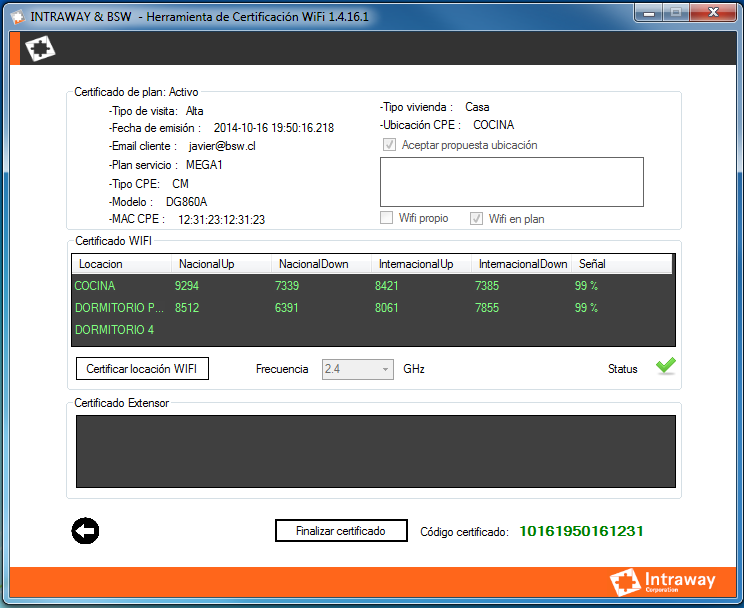 INTRAWAY & BSW - Herramienta de Certificación WiFi 1.4.16.1
Certificado de plan: Activo
-Tipo de visita: Alta
-Fecha de emisión : 2014-10-16 19:50:16.218
-Email cliente : javier@bsw.cl
-Plan servicio : MEGA1
-Tipo CPE: CM
-Modelo : DG860A
-MAC CPE : 12:31:23:12:31:23
-Tipo vivienda : Casa
-Ubicación CPE : COCINA
Aceptar propuesta ubicación
Wifi propio Wifi en plan
Certificado WIFI
Locacion NacionalUp NacionalDown InternacionalUp InternacionalDown Señal
COCINA 9294 7339 8421 7385 99 %
DORMITORIO P... 8512 6391 8061 7855 99 %
DORMITORIO 4
Certificar locación WIFI Frecuencia 2.4 GHz Status
Certificado Extensor
Finalizar certificado Código certificado: 10161950161231
Intraway
Corporation